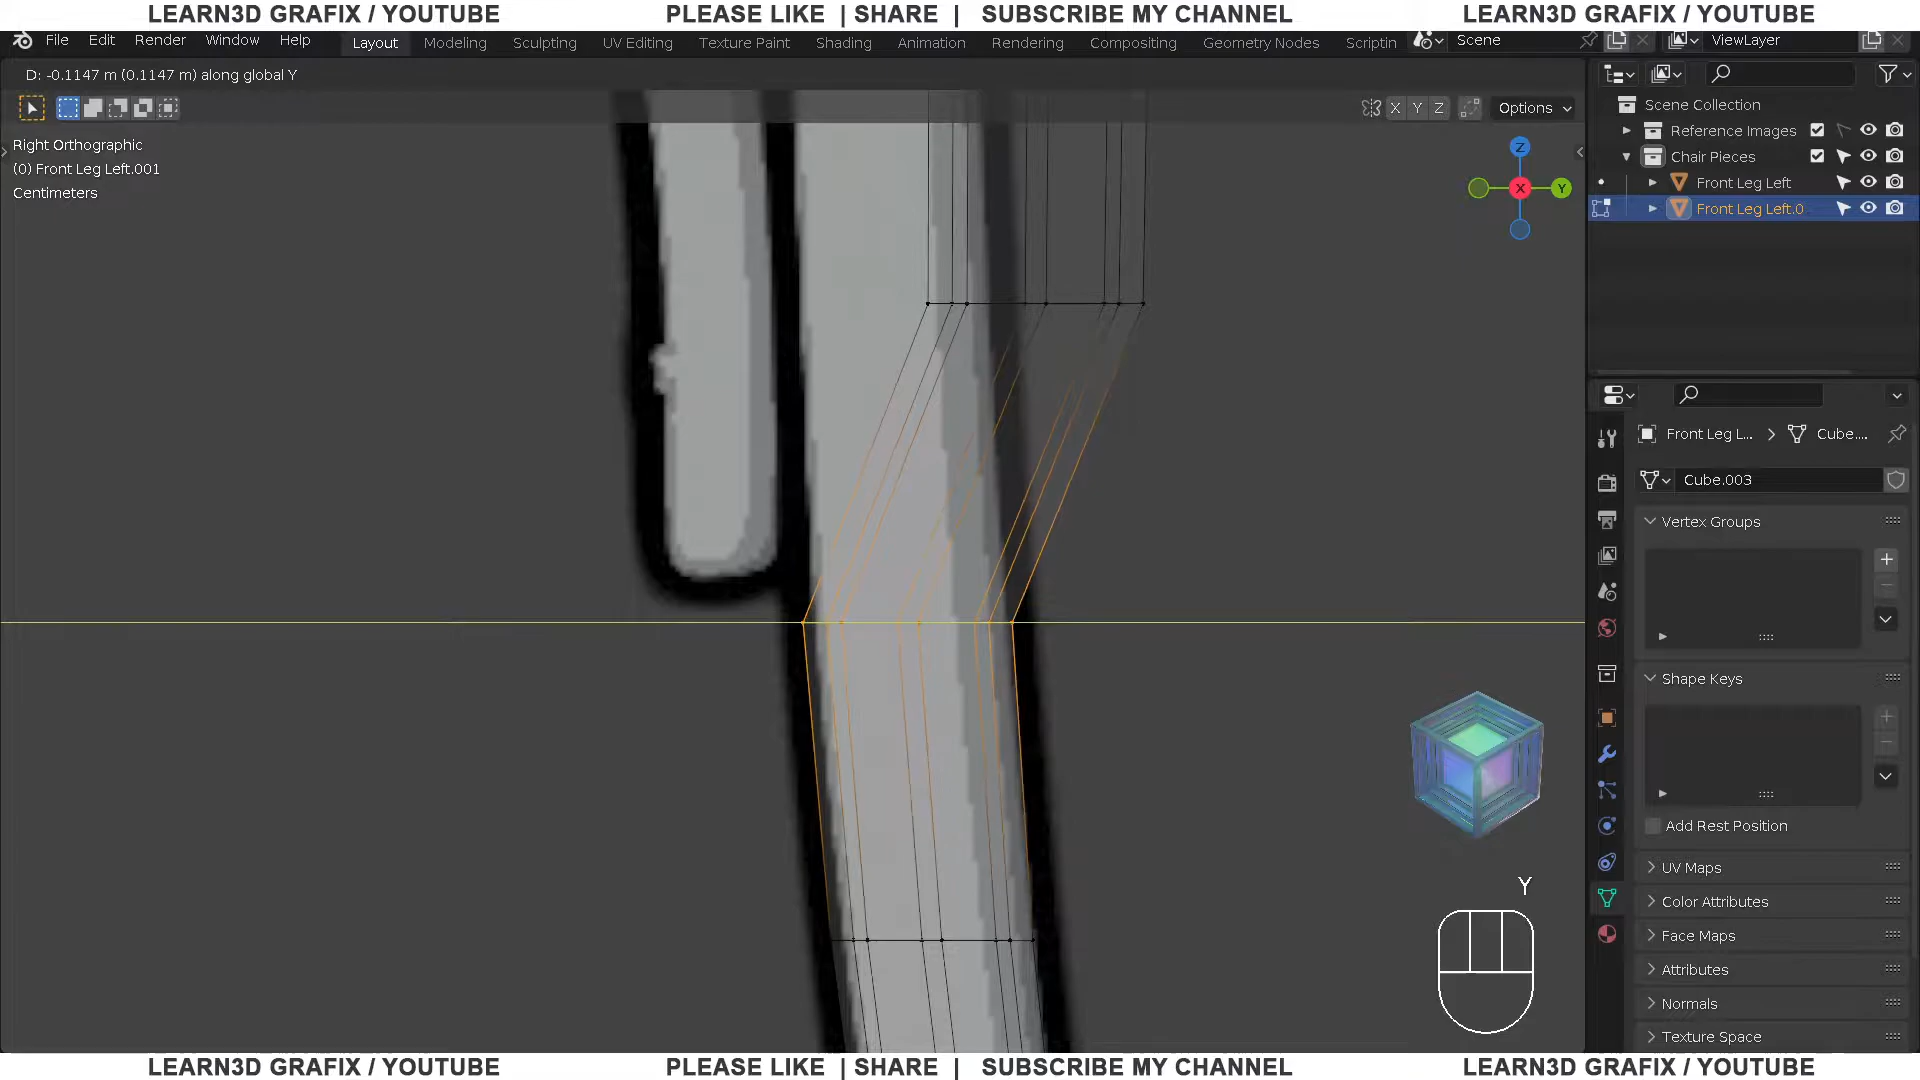 LEARN3D GRAFIX / YOUTUBE PLEASE LIKE | SHARE | SUBSCRIBE MY CHANNEL LEARN3D GRAFIX / YOUTUBE
File Edit Render Window Help Layout Modeling Sculpting UV Editing Texture Paint Shading Animation Rendering Compositing Geometry Nodes Scriptin Scene ViewLayer
D: -0.1147 m (0.1147 m) along global Y
X Y Z Options
Right Orthographic
(0) Front Leg Left.001
Centimeters
Z
X
Y
Scene Collection
Reference Images
Chair Pieces
Front Leg Left
Front Leg Left.0
Front Leg L... Cube....
Cube.003
Vertex Groups
Shape Keys
Add Rest Position
UV Maps
Color Attributes
Face Maps
Attributes
Normals
Texture Space
Y
LEARN3D GRAFIX / YOUTUBE PLEASE LIKE | SHARE | SUBSCRIBE MY CHANNEL LEARN3D GRAFIX / YOUTUBE